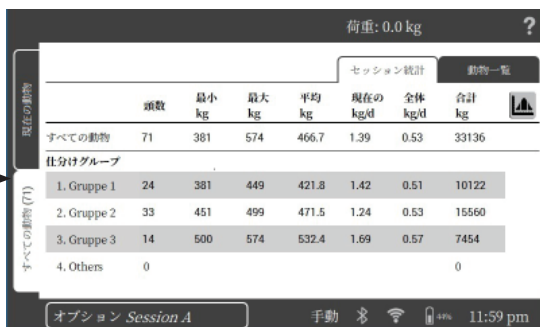 荷重: 0.0 kg ?
セッション統計 動物一覧
現在の動物
すべての動物 (71)
頭数 最小 kg 最大 kg 平均 kg 現在の kg/d 全体 kg/d 合計 kg
すべての動物 71 381 574 466.7 1.39 0.53 33136
仕分けグループ
1. Gruppe 1 24 381 449 421.8 1.42 0.51 10122
2. Gruppe 2 33 451 499 471.5 1.24 0.53 15560
3. Gruppe 3 14 500 574 532.4 1.69 0.57 7454
4. Others 0 0
オプション Session A 手動 44% 11:59 pm